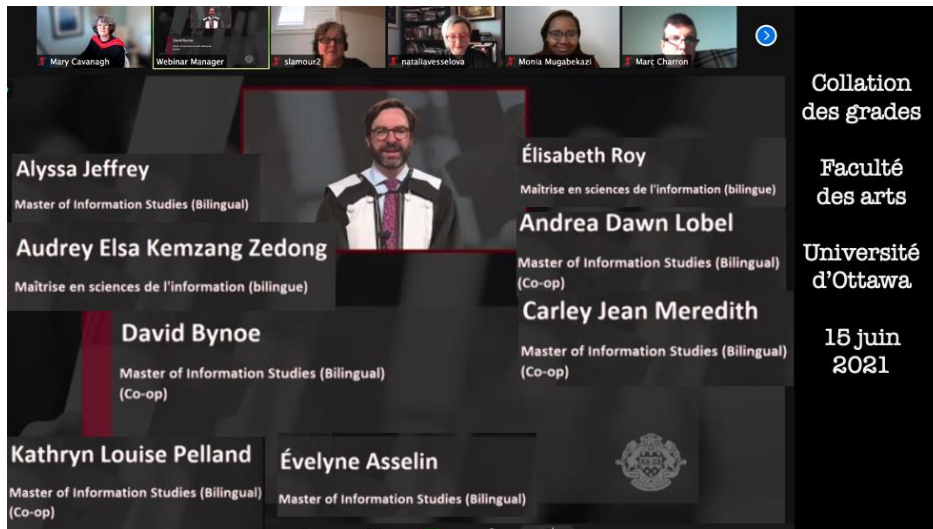 Mary Cavanagh
Webinar Manager
slamour2
nataliavesselova
Monia Mugabekazi
Marc Charron
David Bynoe
Alyssa Jeffrey
Master of Information Studies (Bilingual)
Audrey Elsa Kemzang Zedong
Maîtrise en sciences de l'information (bilingue)
Élisabeth Roy
Maîtrise en sciences de l'information (bilingue)
Andrea Dawn Lobel
Master of Information Studies (Bilingual)
(Co-op)
Carley Jean Meredith
Master of Information Studies (Bilingual)
(Co-op)
David Bynoe
Master of Information Studies (Bilingual)
(Co-op)
Kathryn Louise Pelland
Master of Information Studies (Bilingual)
(Co-op)
Évelyne Asselin
Master of Information Studies (Bilingual)
Collation
des grades
Faculté
des arts
Université
d'Ottawa
15 juin
2021